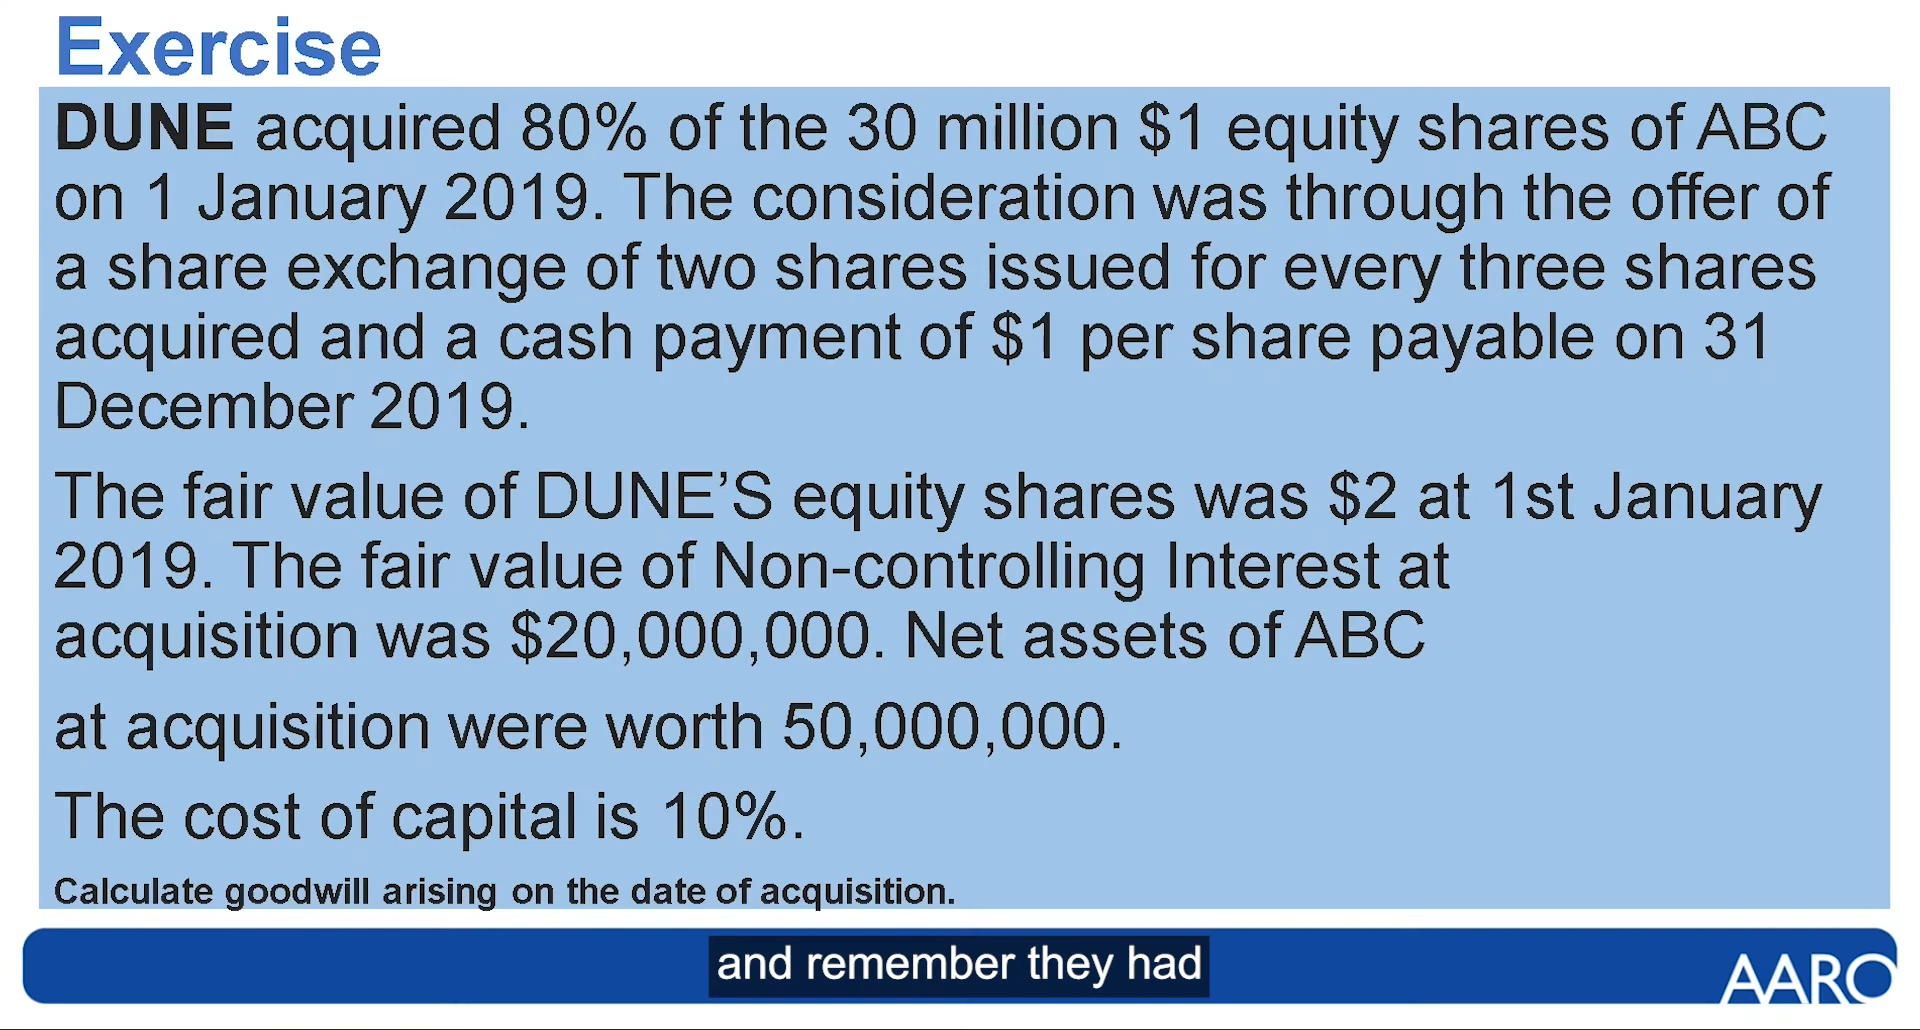 Exercise
DUNE acquired 80% of the 30 million $1 equity shares of ABC
on 1 January 2019. The consideration was through the offer of
a share exchange of two shares issued for every three shares
acquired and a cash payment of $1 per share payable on 31
December 2019.
The fair value of DUNE’S equity shares was $2 at 1st January
2019. The fair value of Non-controlling Interest at
acquisition was $20,000,000. Net assets of ABC
at acquisition were worth 50,000,000.
The cost of capital is 10%.
Calculate goodwill arising on the date of acquisition.
and remember they had
AARO